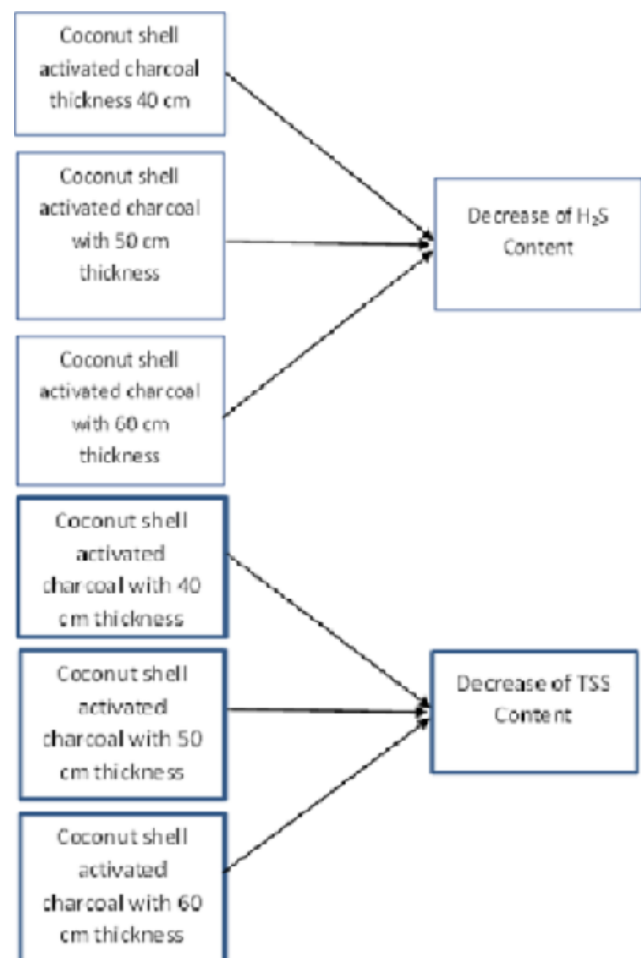 Coconut shell
activated charcoal
thickness 40 cm
Coconut shell
activated charcoal
with 50 cm
thickness
Decrease of H₂S
Content
Coconut shell
activated charcoal
with 60 cm
thickness
Coconut shell
activated
charcoal with 40
cm thickness
Coconut shell
activated
charcoal with 50
cm thickness
Decrease of TSS
Content
Coconut shell
activated
charcoal with 60
cm thickness